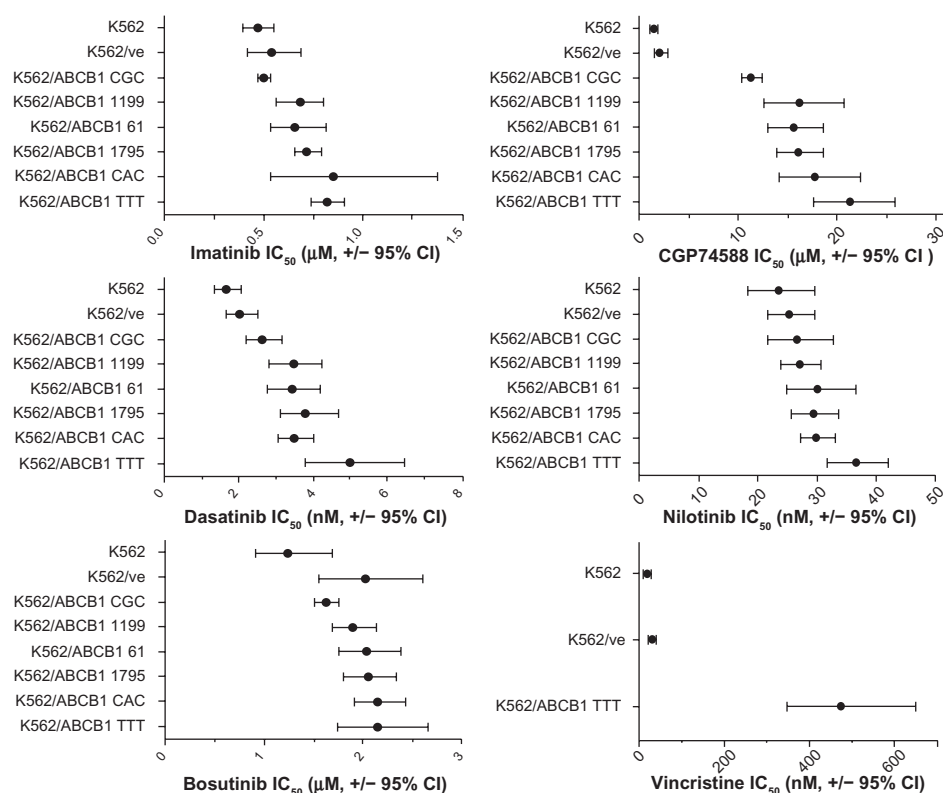 K562
K562/ve
K562/ABCB1 CGC
K562/ABCB1 1199
K562/ABCB1 61
K562/ABCB1 1795
K562/ABCB1 CAC
K562/ABCB1 TTT
0.0 0.5 1.0 1.5
Imatinib IC50 (μM, +/− 95% CI)
K562
K562/ve
K562/ABCB1 CGC
K562/ABCB1 1199
K562/ABCB1 61
K562/ABCB1 1795
K562/ABCB1 CAC
K562/ABCB1 TTT
0 10 20 30
CGP74588 IC50 (μM, +/− 95% CI )
K562
K562/ve
K562/ABCB1 CGC
K562/ABCB1 1199
K562/ABCB1 61
K562/ABCB1 1795
K562/ABCB1 CAC
K562/ABCB1 TTT
0 2 4 6 8
Dasatinib IC50 (nM, +/− 95% CI)
K562
K562/ve
K562/ABCB1 CGC
K562/ABCB1 1199
K562/ABCB1 61
K562/ABCB1 1795
K562/ABCB1 CAC
K562/ABCB1 TTT
0 10 20 30 40 50
Nilotinib IC50 (nM, +/− 95% CI)
K562
K562/ve
K562/ABCB1 CGC
K562/ABCB1 1199
K562/ABCB1 61
K562/ABCB1 1795
K562/ABCB1 CAC
K562/ABCB1 TTT
0 1 2 3
Bosutinib IC50 (μM, +/− 95% CI)
K562
K562/ve
K562/ABCB1 TTT
0 200 400 600
Vincristine IC50 (nM, +/− 95% CI)